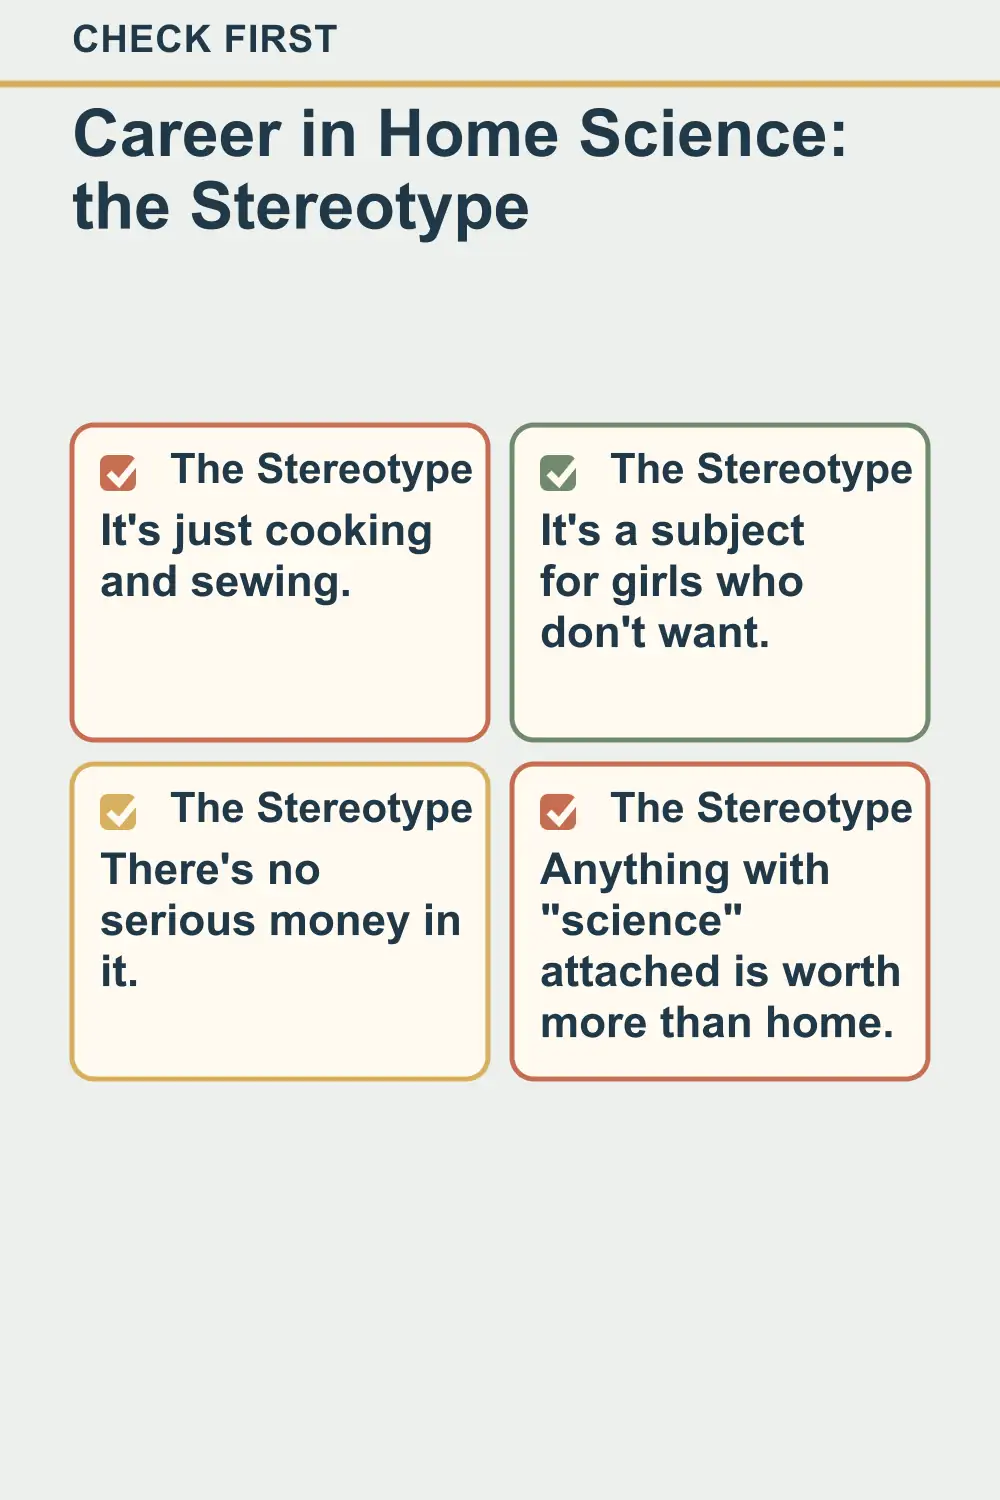 CHECK FIRST
Career in Home Science:
the Stereotype
The Stereotype
It's just cooking
and sewing.
The Stereotype
It's a subject
for girls who
don't want.
The Stereotype
There's no
serious money in
it.
The Stereotype
Anything with
"science"
attached is worth
more than home.